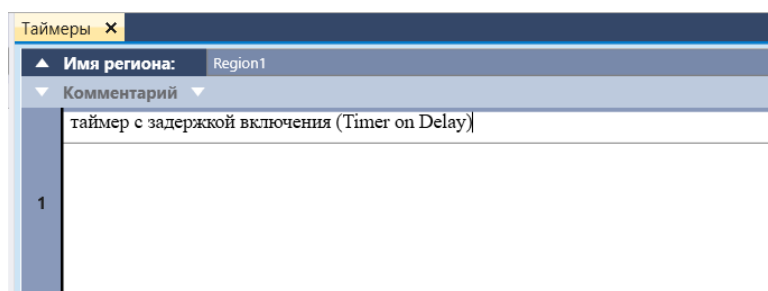 Таймеры ×
Имя региона: Region1
Комментарий
таймер с задержкой включения (Timer on Delay)
1